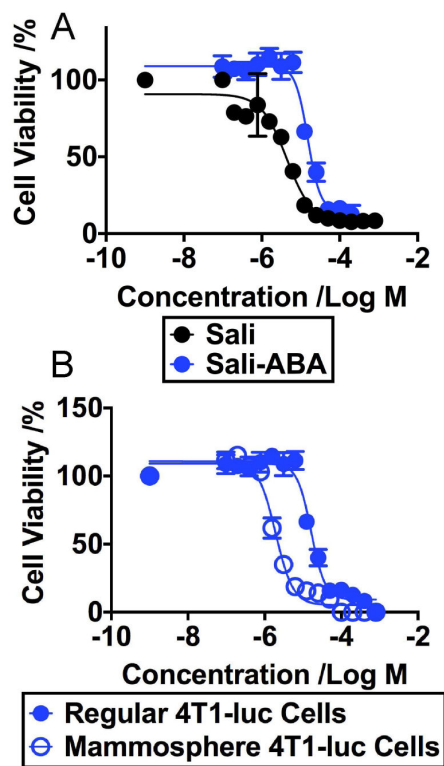 A
Cell Viability /%
100
50
0
-10 -8 -6 -4 -2
Concentration /Log M
Sali
Sali-ABA
B
Cell Viability /%
150
100
50
0
-10 -8 -6 -4 -2
Concentration /Log M
Regular 4T1-luc Cells
Mammosphere 4T1-luc Cells